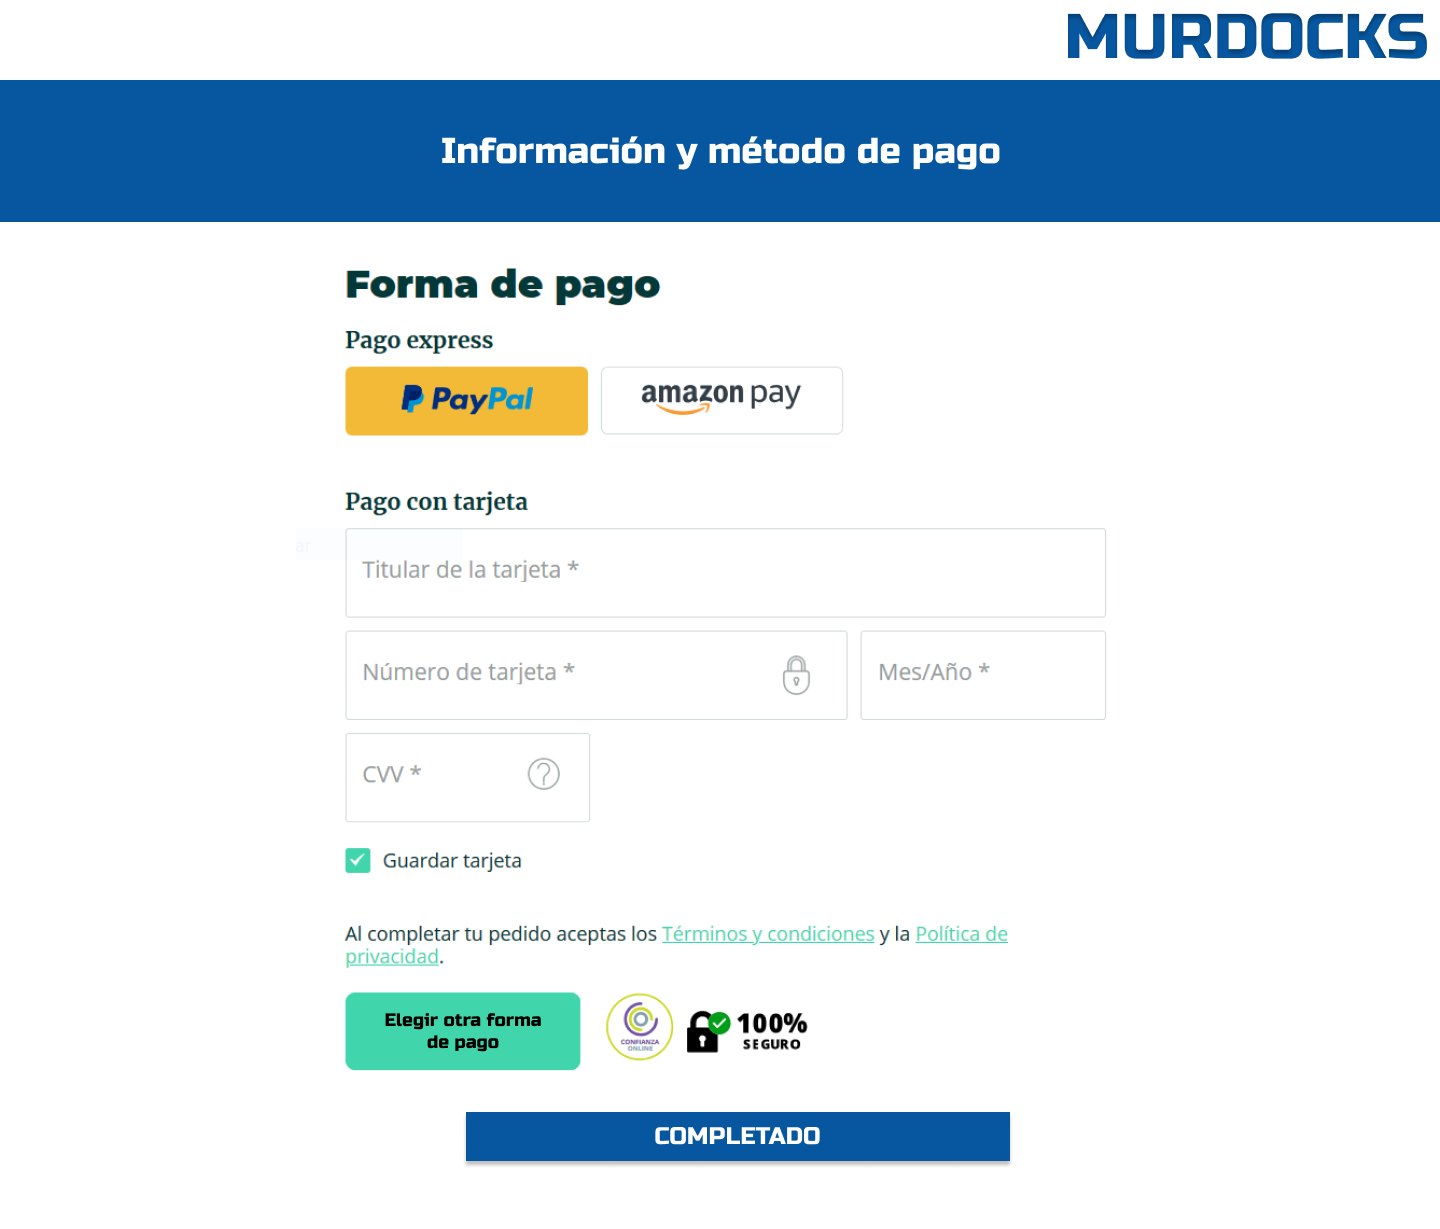 MURDOCKS
Información y método de pago
Forma de pago
Pago express
PayPal
amazon pay
Pago con tarjeta
ar
Titular de la tarjeta *
Número de tarjeta *
Mes/Año *
CVV *
Guardar tarjeta
Al completar tu pedido aceptas los Términos y condiciones y la Política de
privacidad.
Elegir otra forma
de pago
CONFIANZA
ONLINE
100%
SEGURO
COMPLETADO